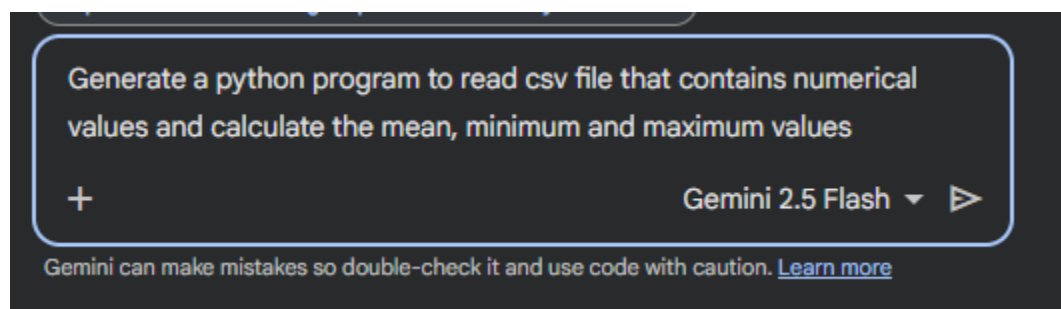 Generate a python program to read csv file that contains numerical
values and calculate the mean, minimum and maximum values
Gemini 2.5 Flash
Gemini can make mistakes so double-check it and use code with caution. Learn more